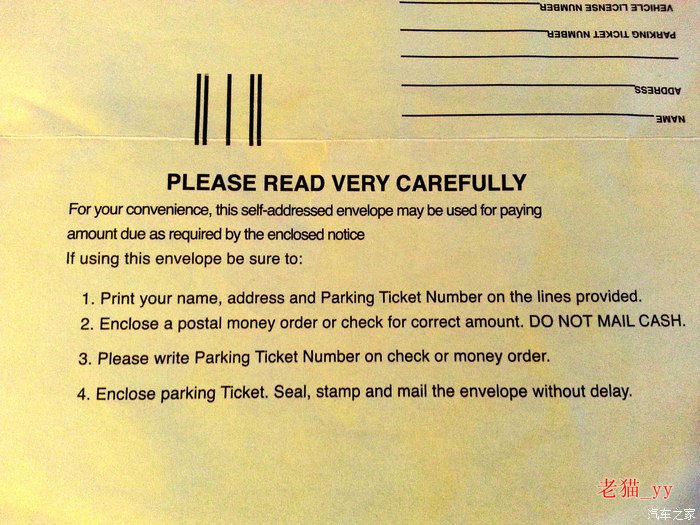 VEHICLE LICENSE NUMBER
PARKING TICKET NUMBER
ADDRESS
NAME
PLEASE READ VERY CAREFULLY
For your convenience, this self-addressed envelope may be used for paying
amount due as required by the enclosed notice
If using this envelope be sure to:
1. Print your name, address and Parking Ticket Number on the lines provided.
2. Enclose a postal money order or check for correct amount. DO NOT MAIL CASH.
3. Please write Parking Ticket Number on check or money order.
4. Enclose parking Ticket. Seal, stamp and mail the envelope without delay.
老猫_yy
汽车之家